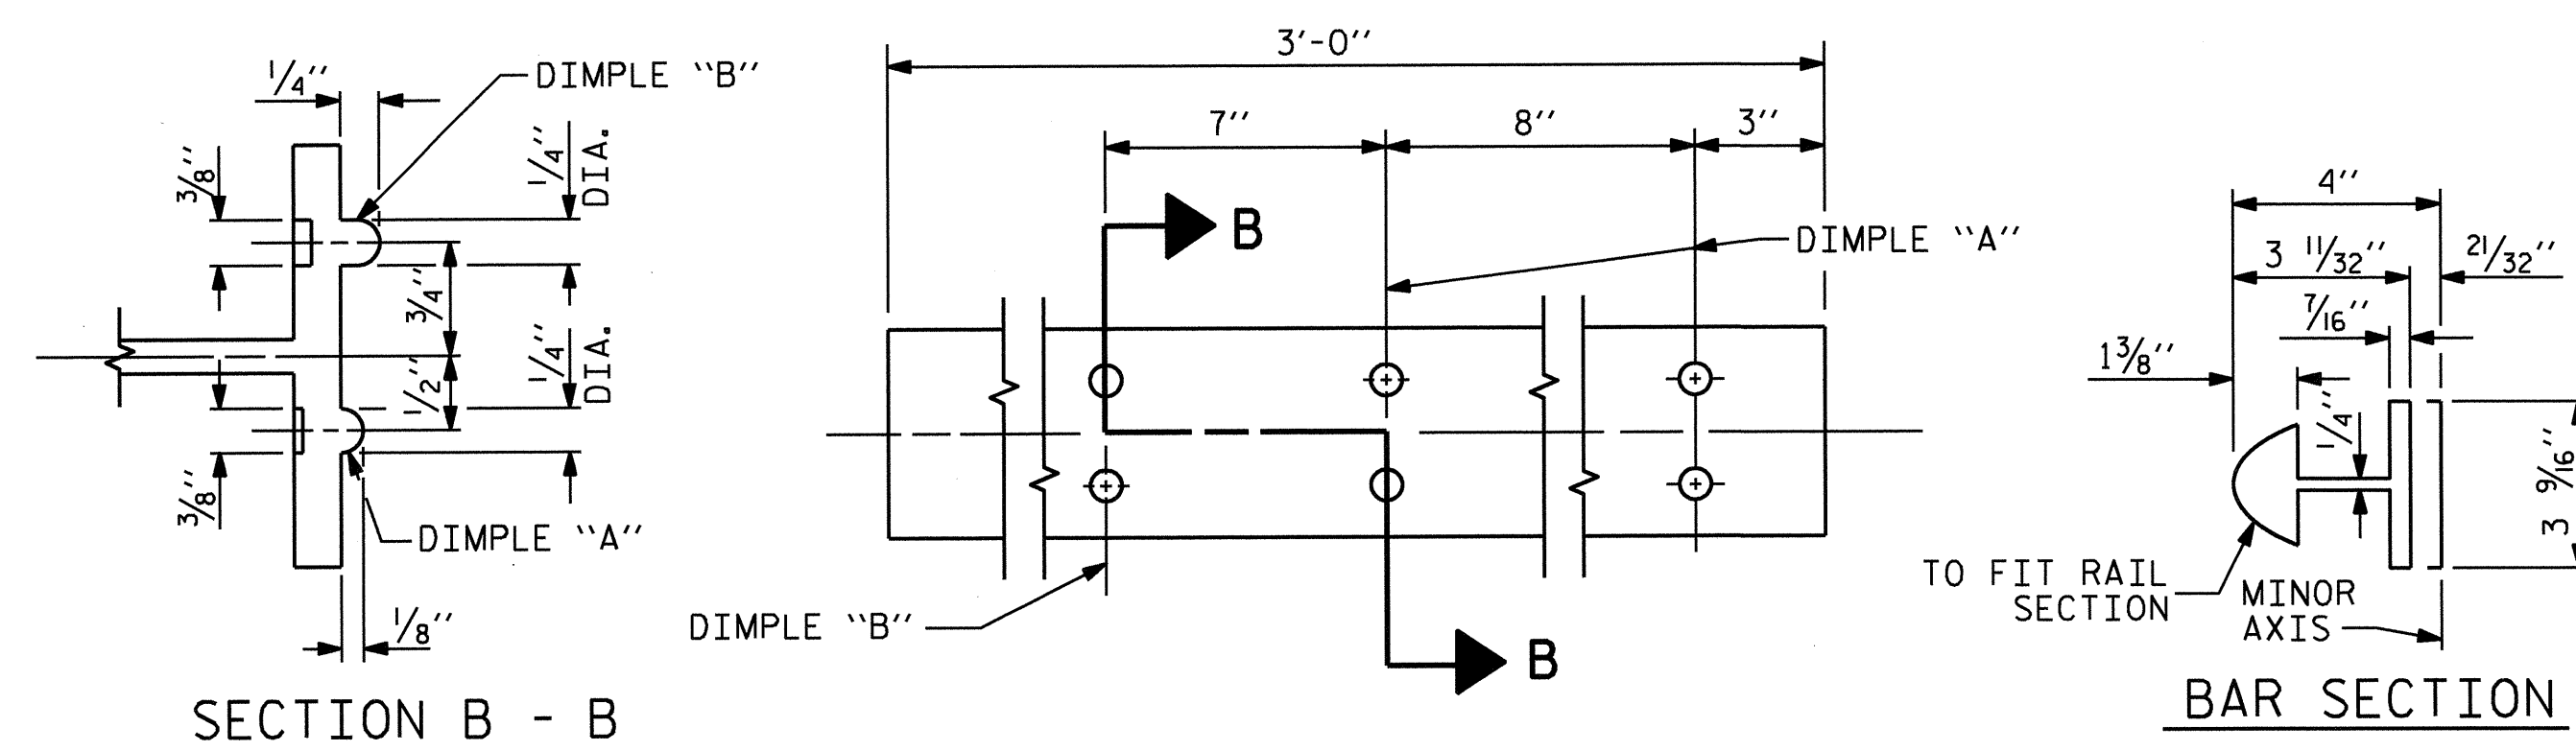 1/4"
DIMPLE "B"
3/8"
1/4" DIA.
3/4"
1/2"
1/4" DIA.
3/8"
DIMPLE "A"
1/8"
SECTION B - B
3'-0"
7"
8"
3"
B
DIMPLE "A"
DIMPLE "B"
B
4"
3 11/32"
21/32"
7/16"
1 3/8"
1/4"
3 9/16"
TO FIT RAIL
SECTION
MINOR
AXIS
BAR SECTION